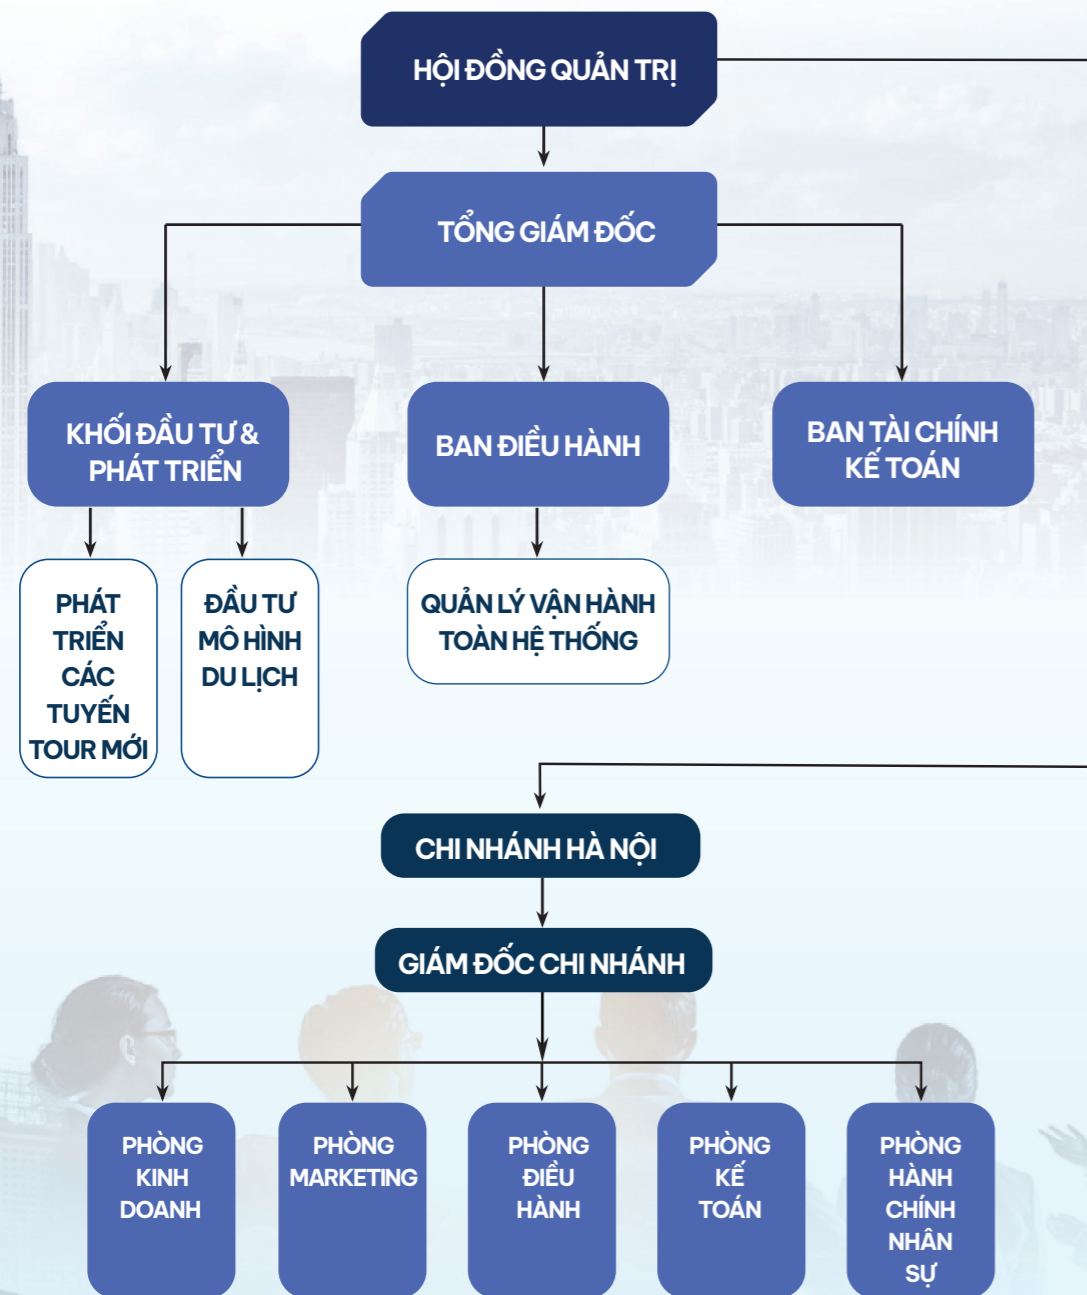 HỘI ĐỒNG QUẢN TRỊ
TỔNG GIÁM ĐỐC
KHỐI ĐẦU TƯ &
PHÁT TRIỂN
BAN ĐIỀU HÀNH
BAN TÀI CHÍNH
KẾ TOÁN
PHÁT
TRIỂN
CÁC
TUYẾN
TOUR MỚI
ĐẦU TƯ
MÔ HÌNH
DU LỊCH
QUẢN LÝ VẬN HÀNH
TOÀN HỆ THỐNG
CHI NHÁNH HÀ NỘI
GIÁM ĐỐC CHI NHÁNH
PHÒNG
KINH
DOANH
PHÒNG
MARKETING
PHÒNG
ĐIỀU
HÀNH
PHÒNG
KẾ
TOÁN
PHÒNG
HÀNH
CHÍNH
NHÂN
SỰ